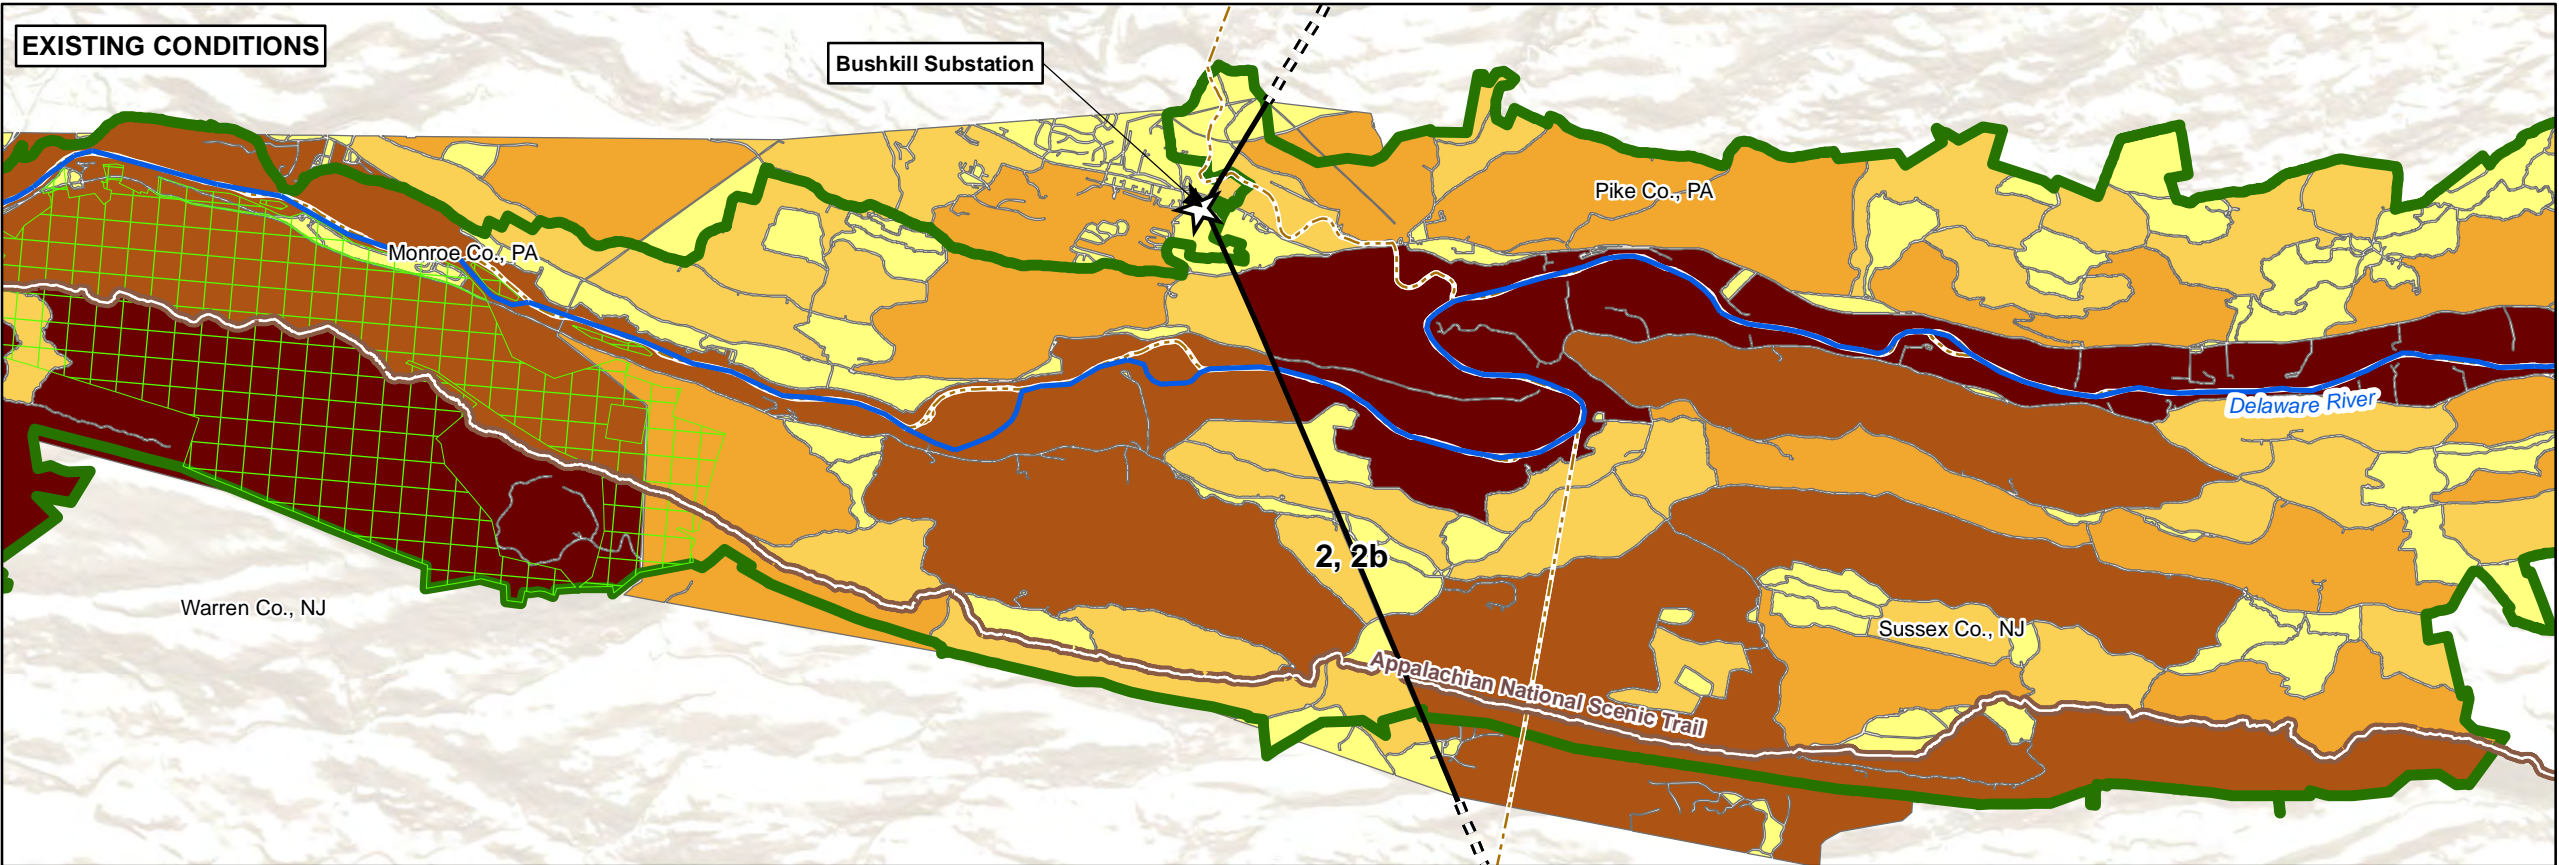 EXISTING CONDITIONS
Bushkill Substation
Pike Co., PA
Monroe Co., PA
Delaware River
2, 2b
Warren Co., NJ
Sussex Co., NJ
Appalachian National Scenic Trail